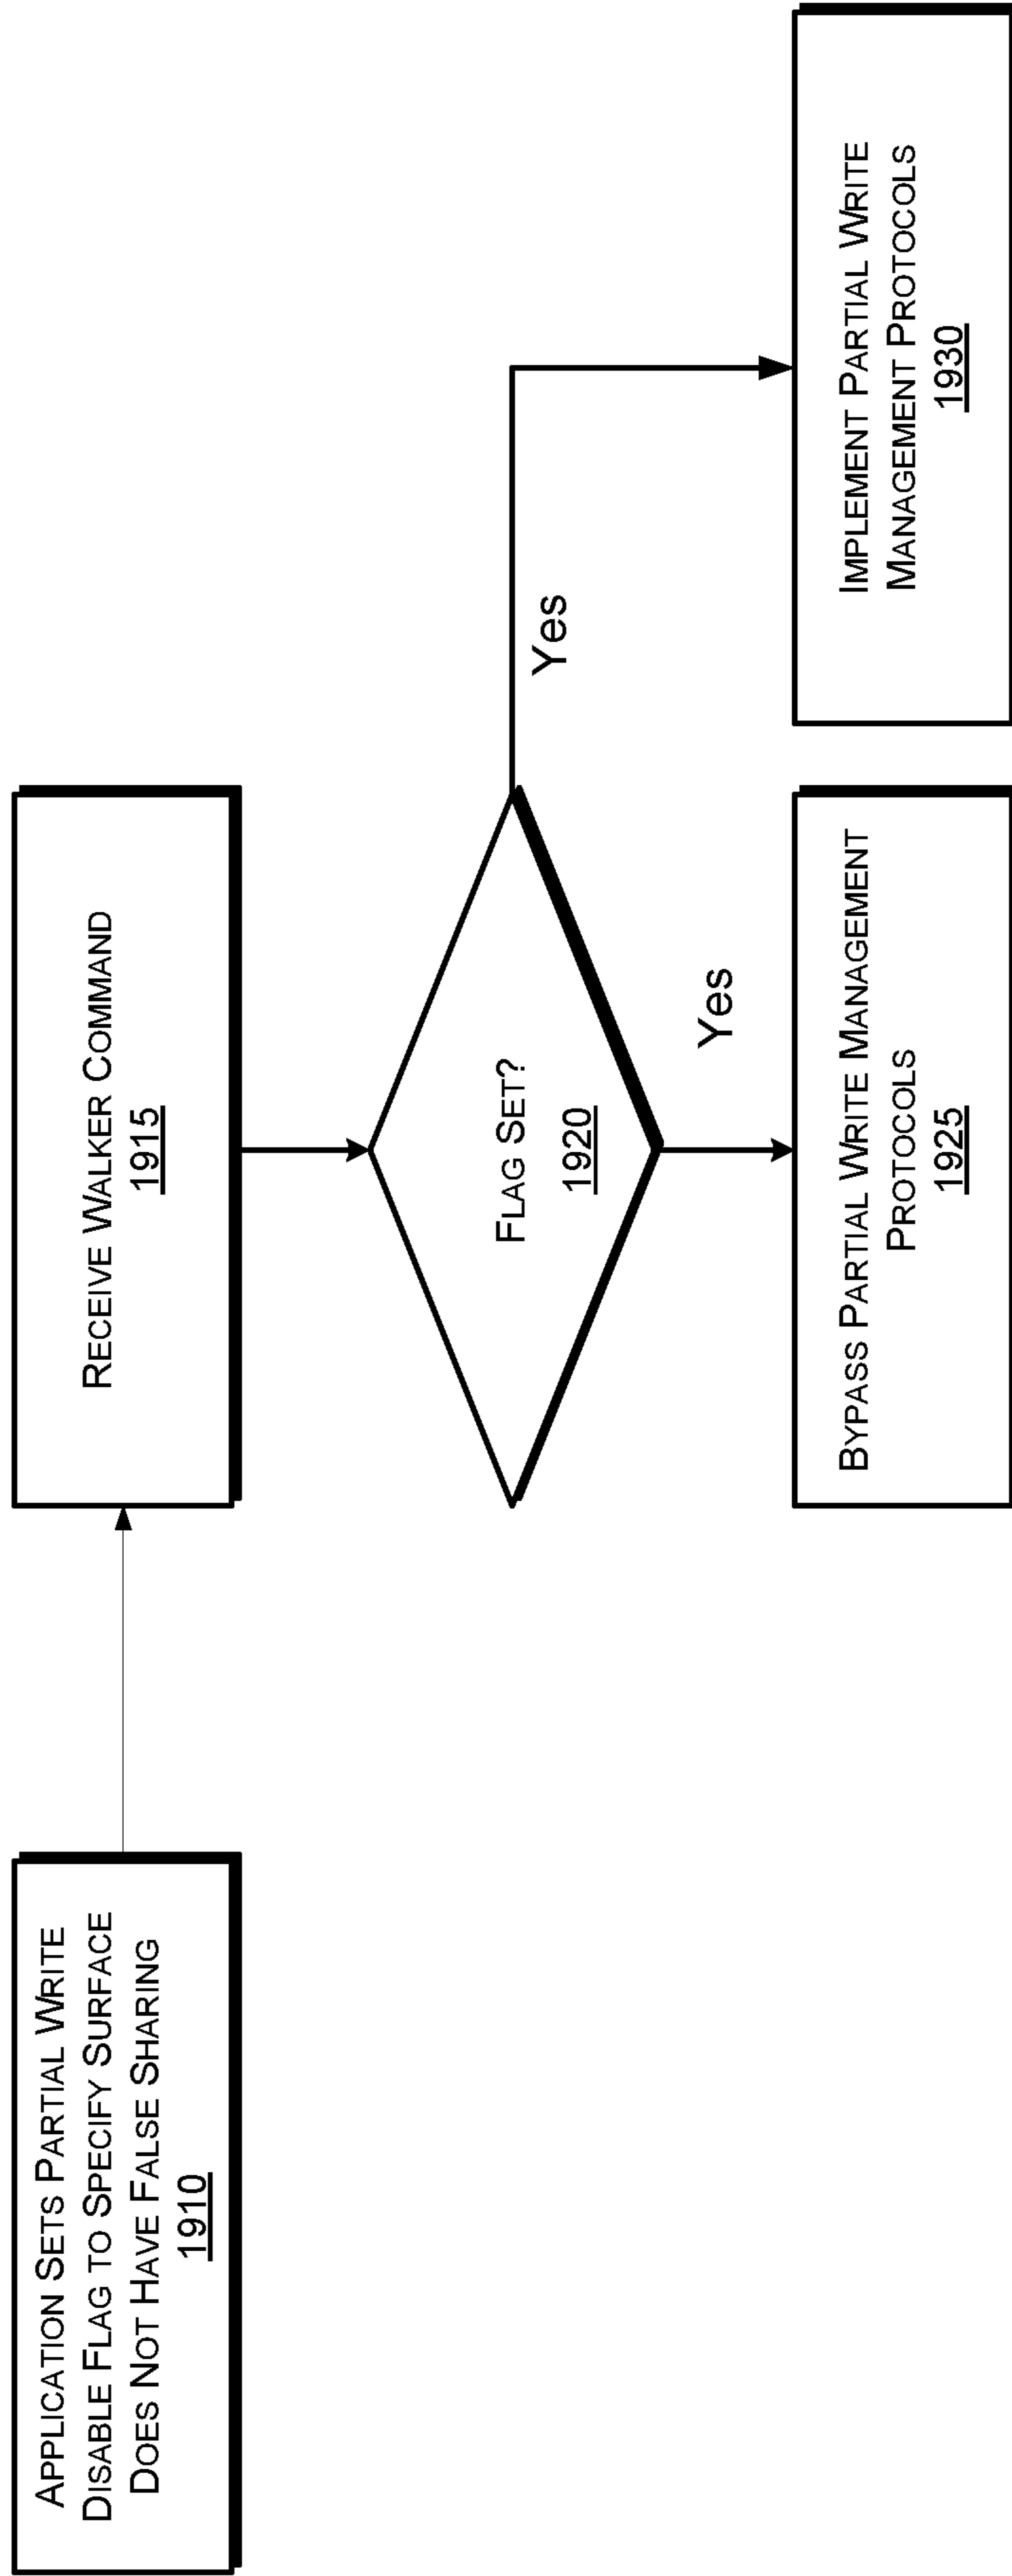 APPLICATION SETS PARTIAL WRITE
DISABLE FLAG TO SPECIFY SURFACE
DOES NOT HAVE FALSE SHARING
1910
RECEIVE WALKER COMMAND
1915
FLAG SET?
1920
Yes
Yes
BYPASS PARTIAL WRITE MANAGEMENT
PROTOCOLS
1925
IMPLEMENT PARTIAL WRITE
MANAGEMENT PROTOCOLS
1930